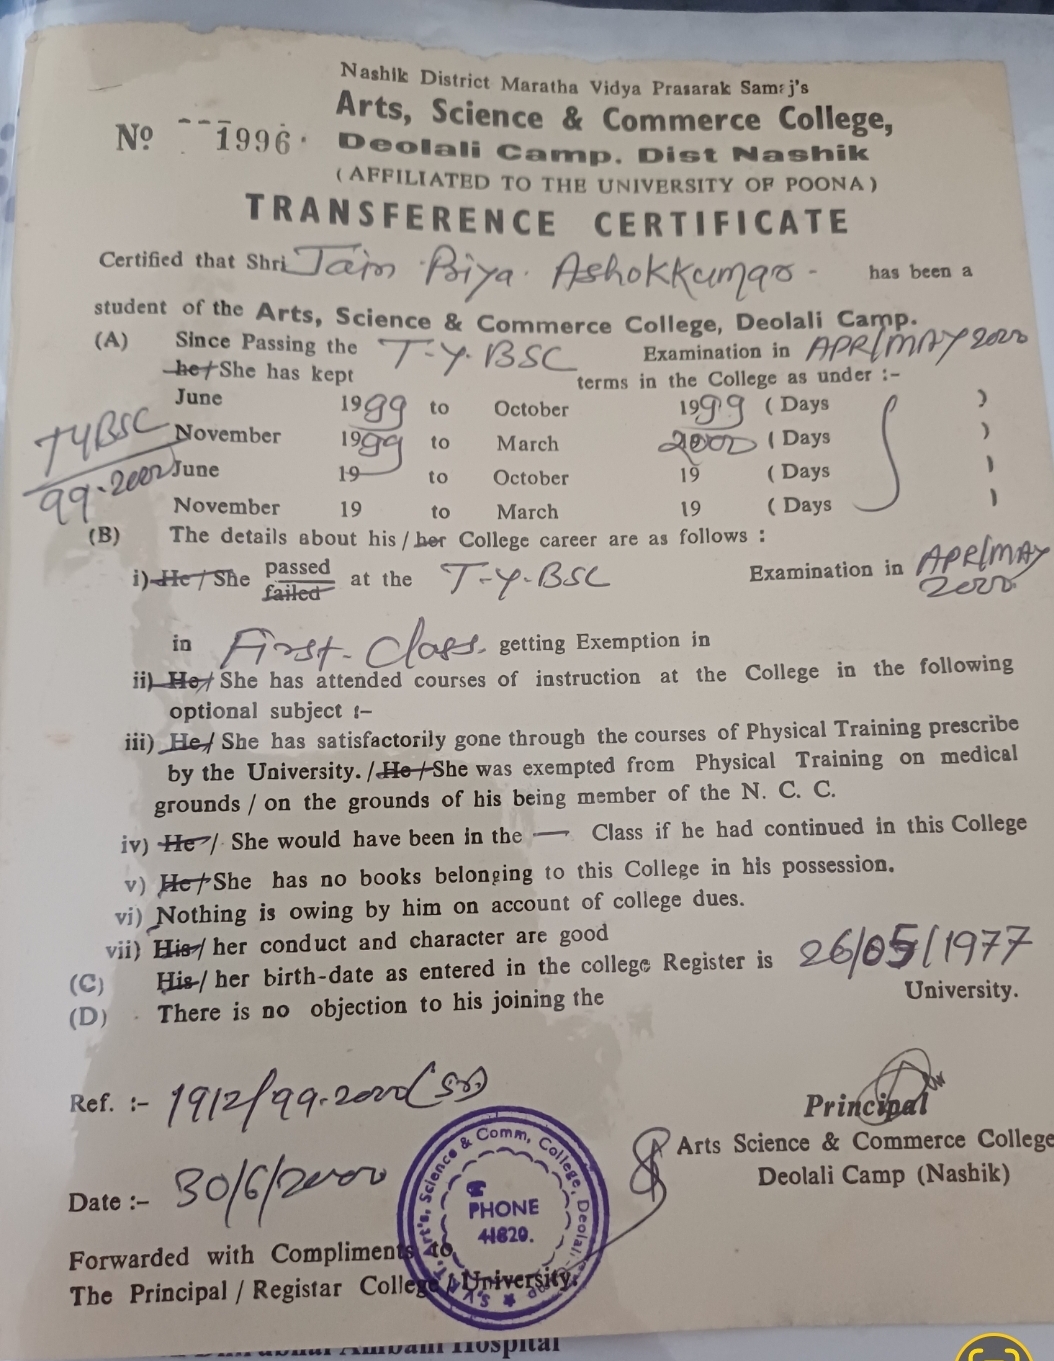 Nashik District Maratha Vidya Prasarak Samaj's
Arts, Science & Commerce College,
No 1996.
Deolali Camp. Dist Nashik
( AFFILIATED TO THE UNIVERSITY OF POONA )
TRANSFERENCE CERTIFICATE
Certified that Shri Jain Priya Ashokkumar - has been a
student of the Arts, Science & Commerce College, Deolali Camp.
(A) Since Passing the T-Y. BSC Examination in APR/MAY 2000
he / She has kept terms in the College as under :-
June 1999 to October 1999 ( Days )
TYBSC
99-2000
November 1999 to March 2000 ( Days )
June 19 to October 19 ( Days )
November 19 to March 19 ( Days )
(B) The details about his / her College career are as follows :
i) He / She passed failed at the T-Y-BSC Examination in APR/MAY 2000
in First-Class. getting Exemption in
ii) He / She has attended courses of instruction at the College in the following
optional subject :-
iii) He / She has satisfactorily gone through the courses of Physical Training prescribe
by the University. / He / She was exempted from Physical Training on medical
grounds / on the grounds of his being member of the N. C. C.
iv) He / She would have been in the — Class if he had continued in this College
v) He / She has no books belonging to this College in his possession.
vi) Nothing is owing by him on account of college dues.
vii) His / her conduct and character are good
(C) His / her birth-date as entered in the college Register is 26/05/1977
(D) There is no objection to his joining the University.
Ref. :- 1912/99-2000 (Sr)
Principal
Arts Science & Commerce College
Deolali Camp (Nashik)
Date :- 30/6/2000
Art's, Science & Comm, College, Deolali
PHONE
41820.
Forwarded with Compliments to,
The Principal / Registar College / University.
Hospital